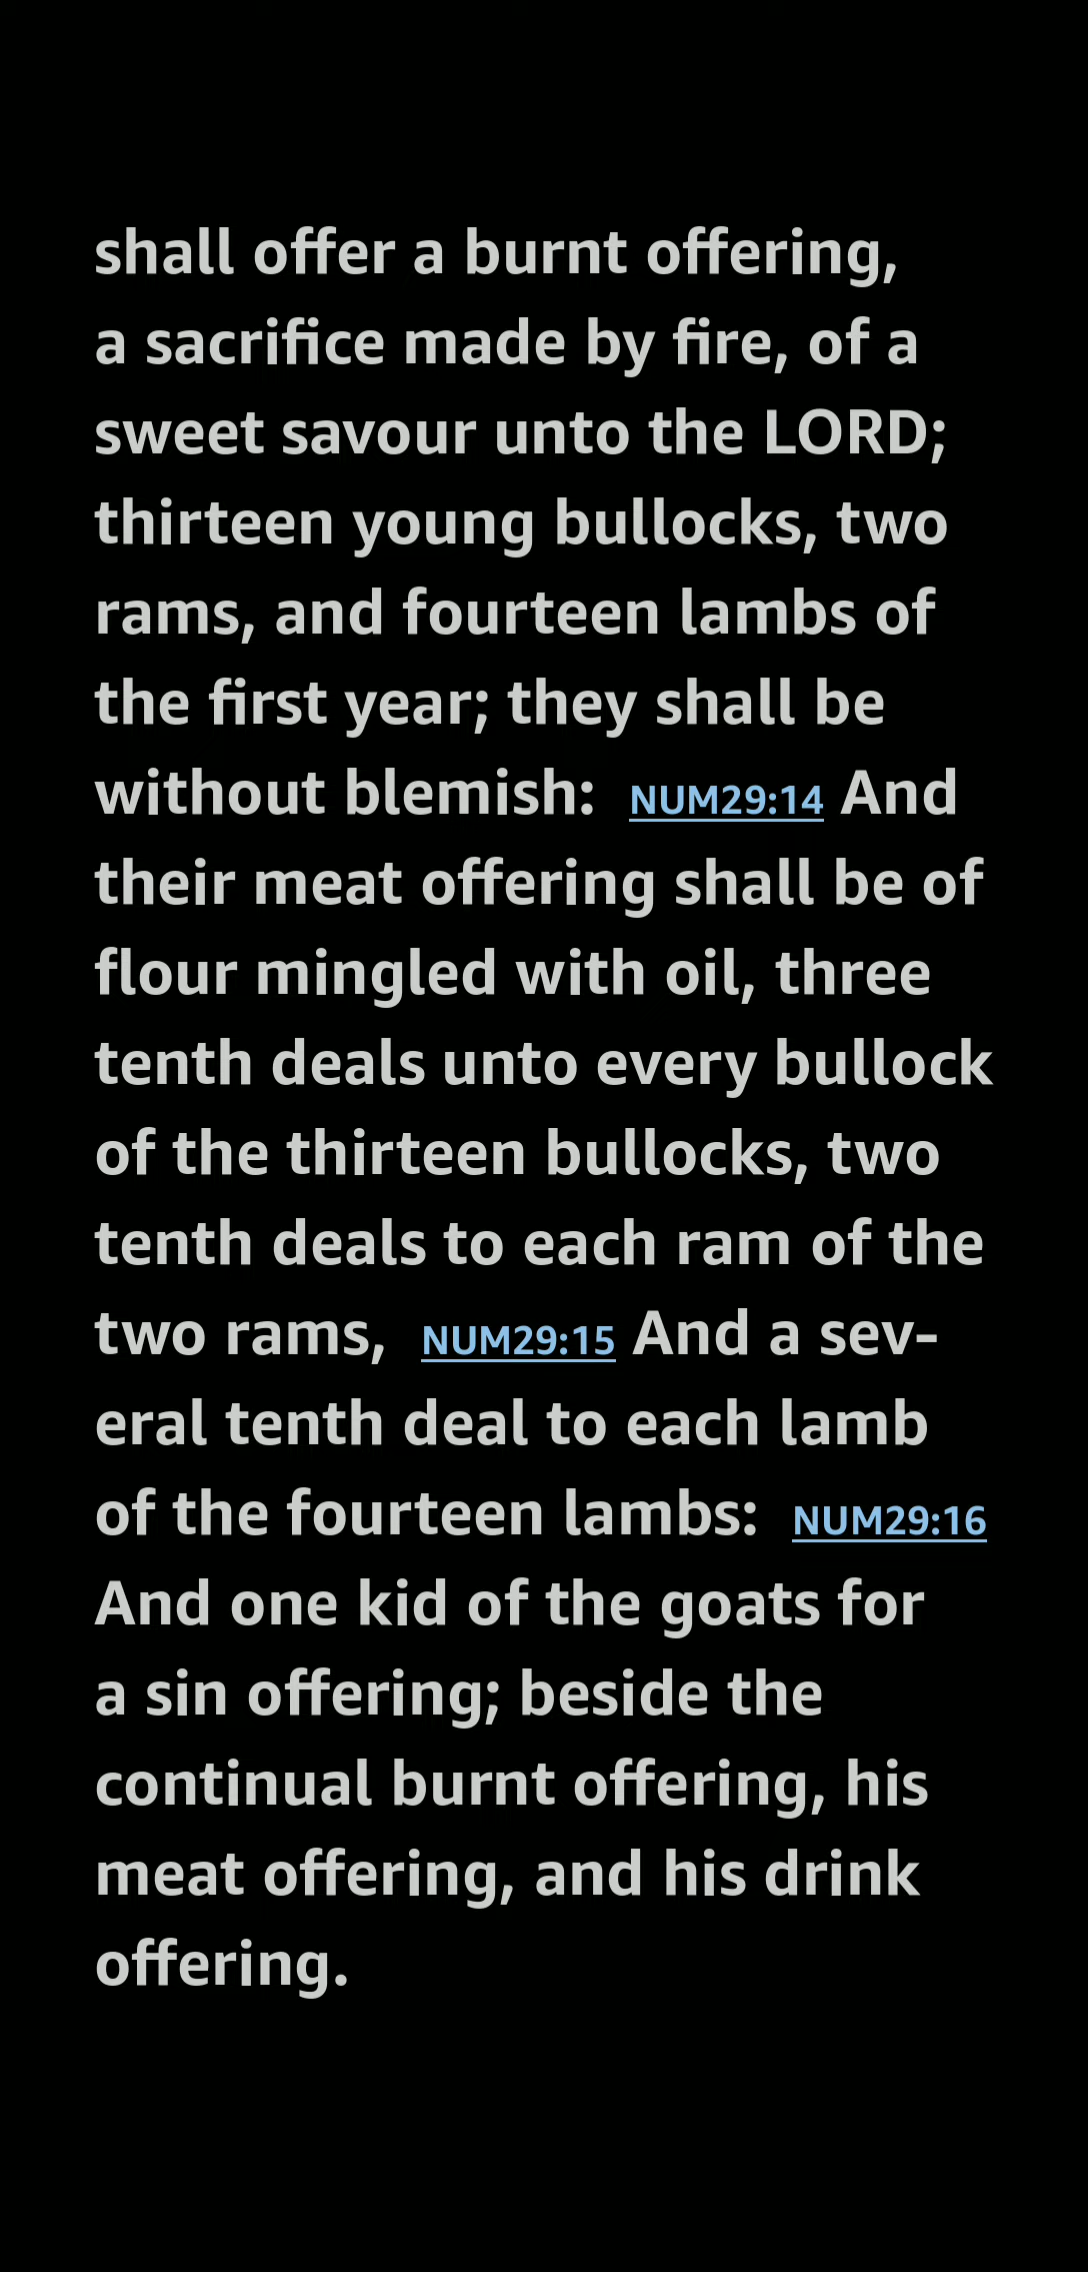 shall offer a burnt offering,
a sacrifice made by fire, of a
sweet savour unto the LORD;
thirteen young bullocks, two
rams, and fourteen lambs of
the first year; they shall be
without blemish: NUM29:14 And
their meat offering shall be of
flour mingled with oil, three
tenth deals unto every bullock
of the thirteen bullocks, two
tenth deals to each ram of the
two rams, NUM29:15 And a sev-
eral tenth deal to each lamb
of the fourteen lambs: NUM29:16
And one kid of the goats for
a sin offering; beside the
continual burnt offering, his
meat offering, and his drink
offering.